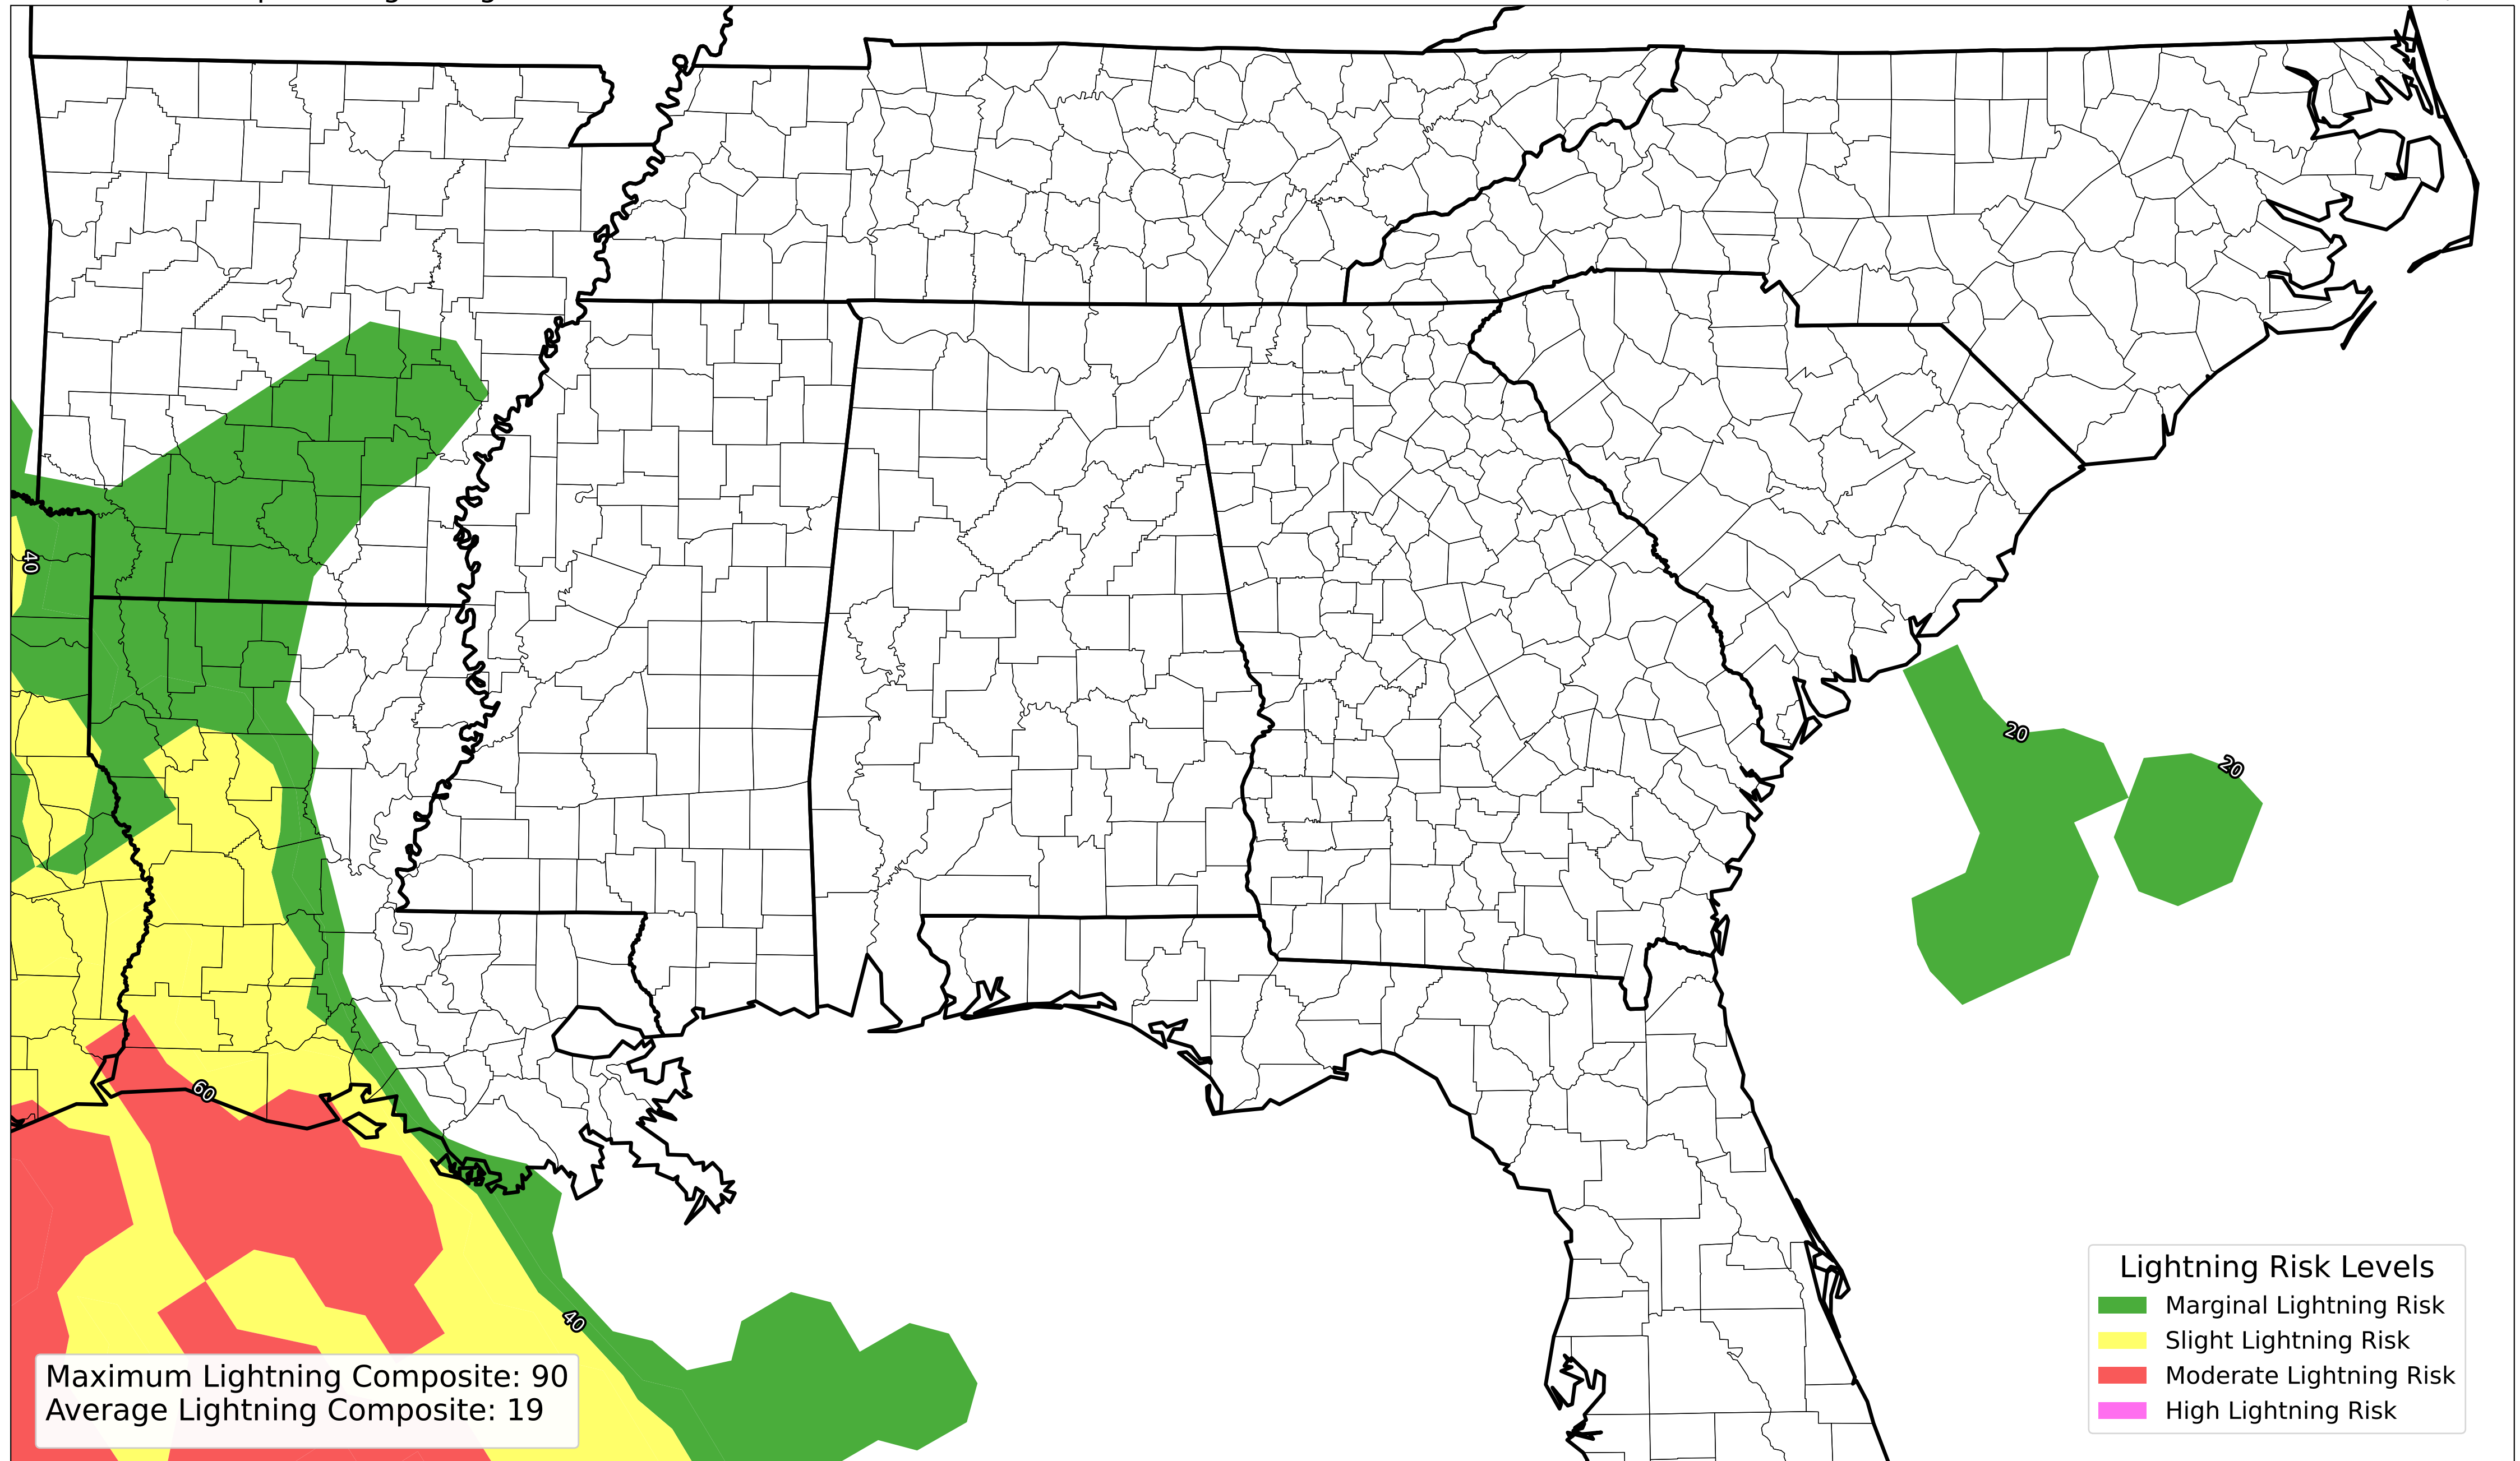 40
20
20
60
40
Maximum Lightning Composite: 90
Average Lightning Composite: 19
Lightning Risk Levels
Marginal Lightning Risk
Slight Lightning Risk
Moderate Lightning Risk
High Lightning Risk